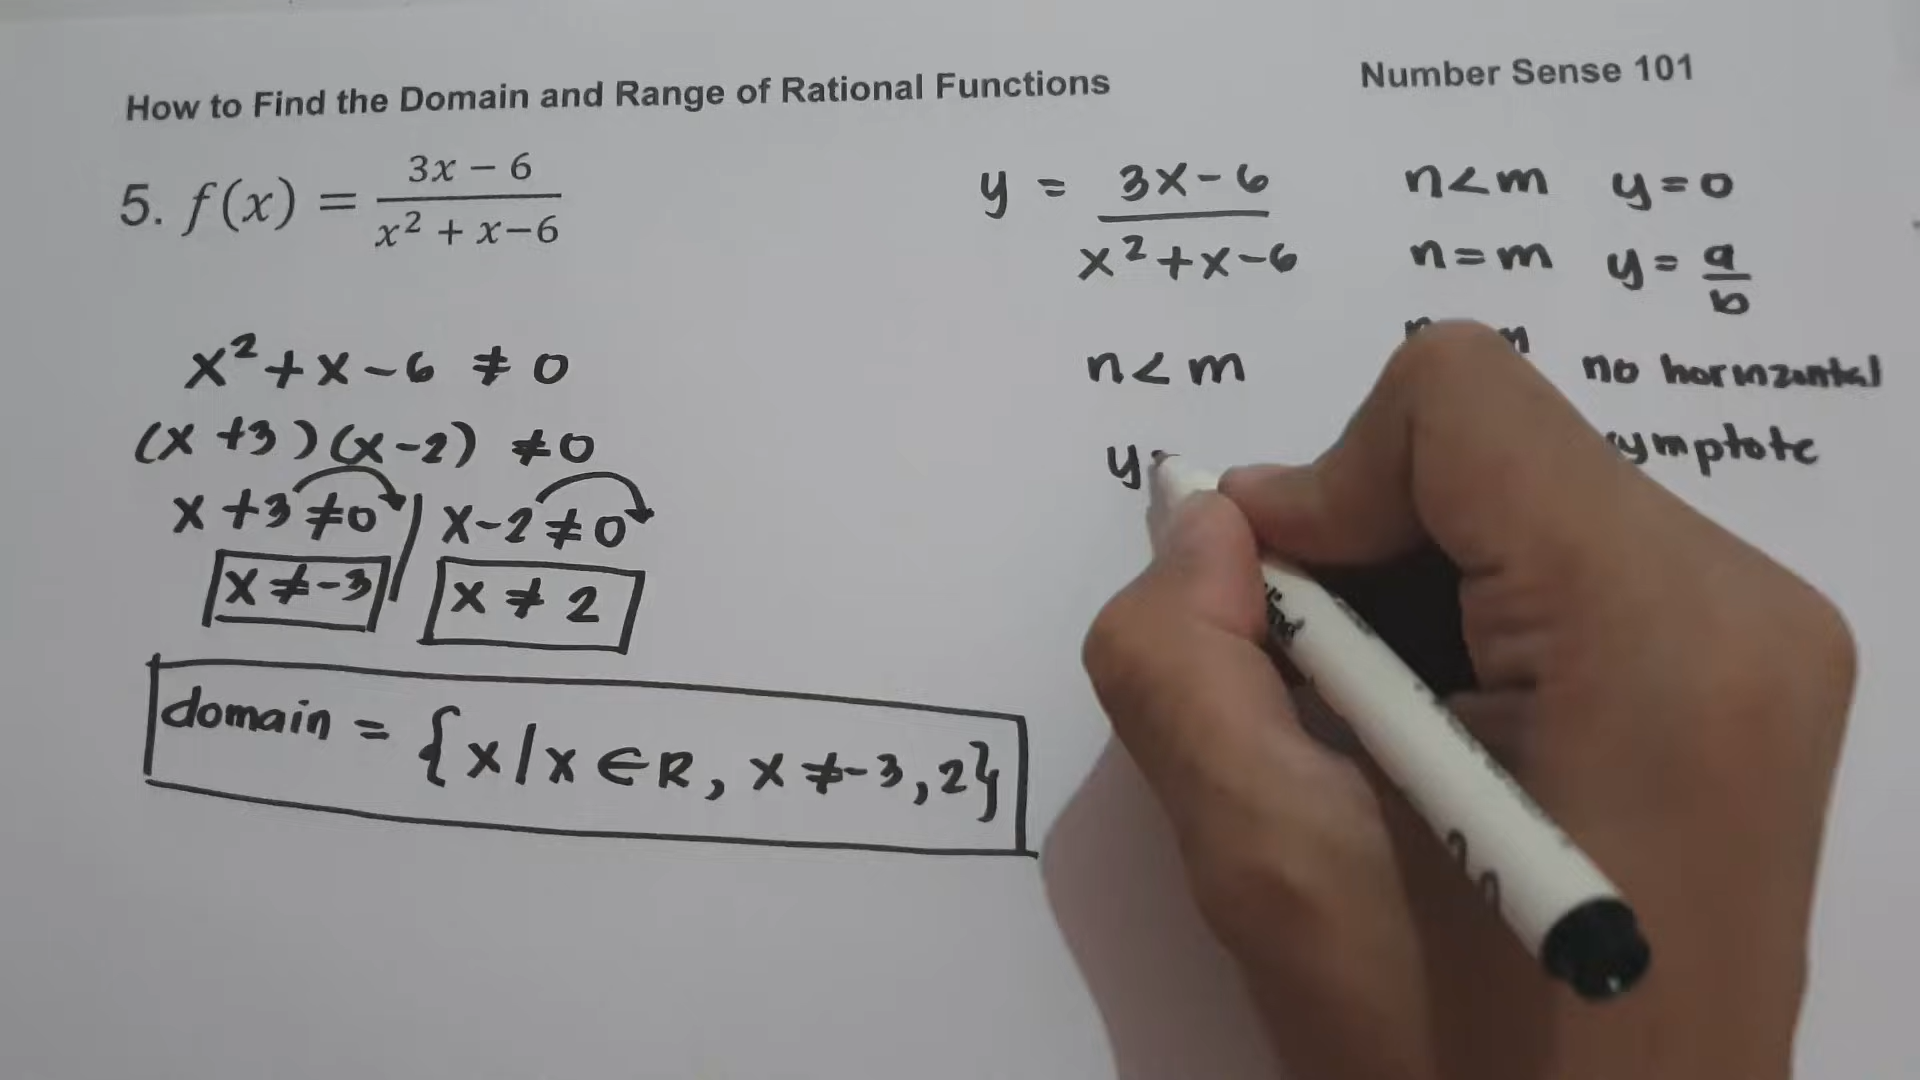 How to Find the Domain and Range of Rational Functions
Number Sense 101
5. f(x) = (3x − 6)/(x² + x−6)
x² + x − 6 ≠ 0
(x + 3)(x − 2) ≠ 0
x + 3 ≠ 0 / x − 2 ≠ 0
x ≠ −3
x ≠ 2
domain = {x/x ∈ R, x ≠ −3, 2}
y = (3x − 6)/(x² + x − 6)
n < m
y =
n < m y = 0
n = m y = a/b
no horizontal